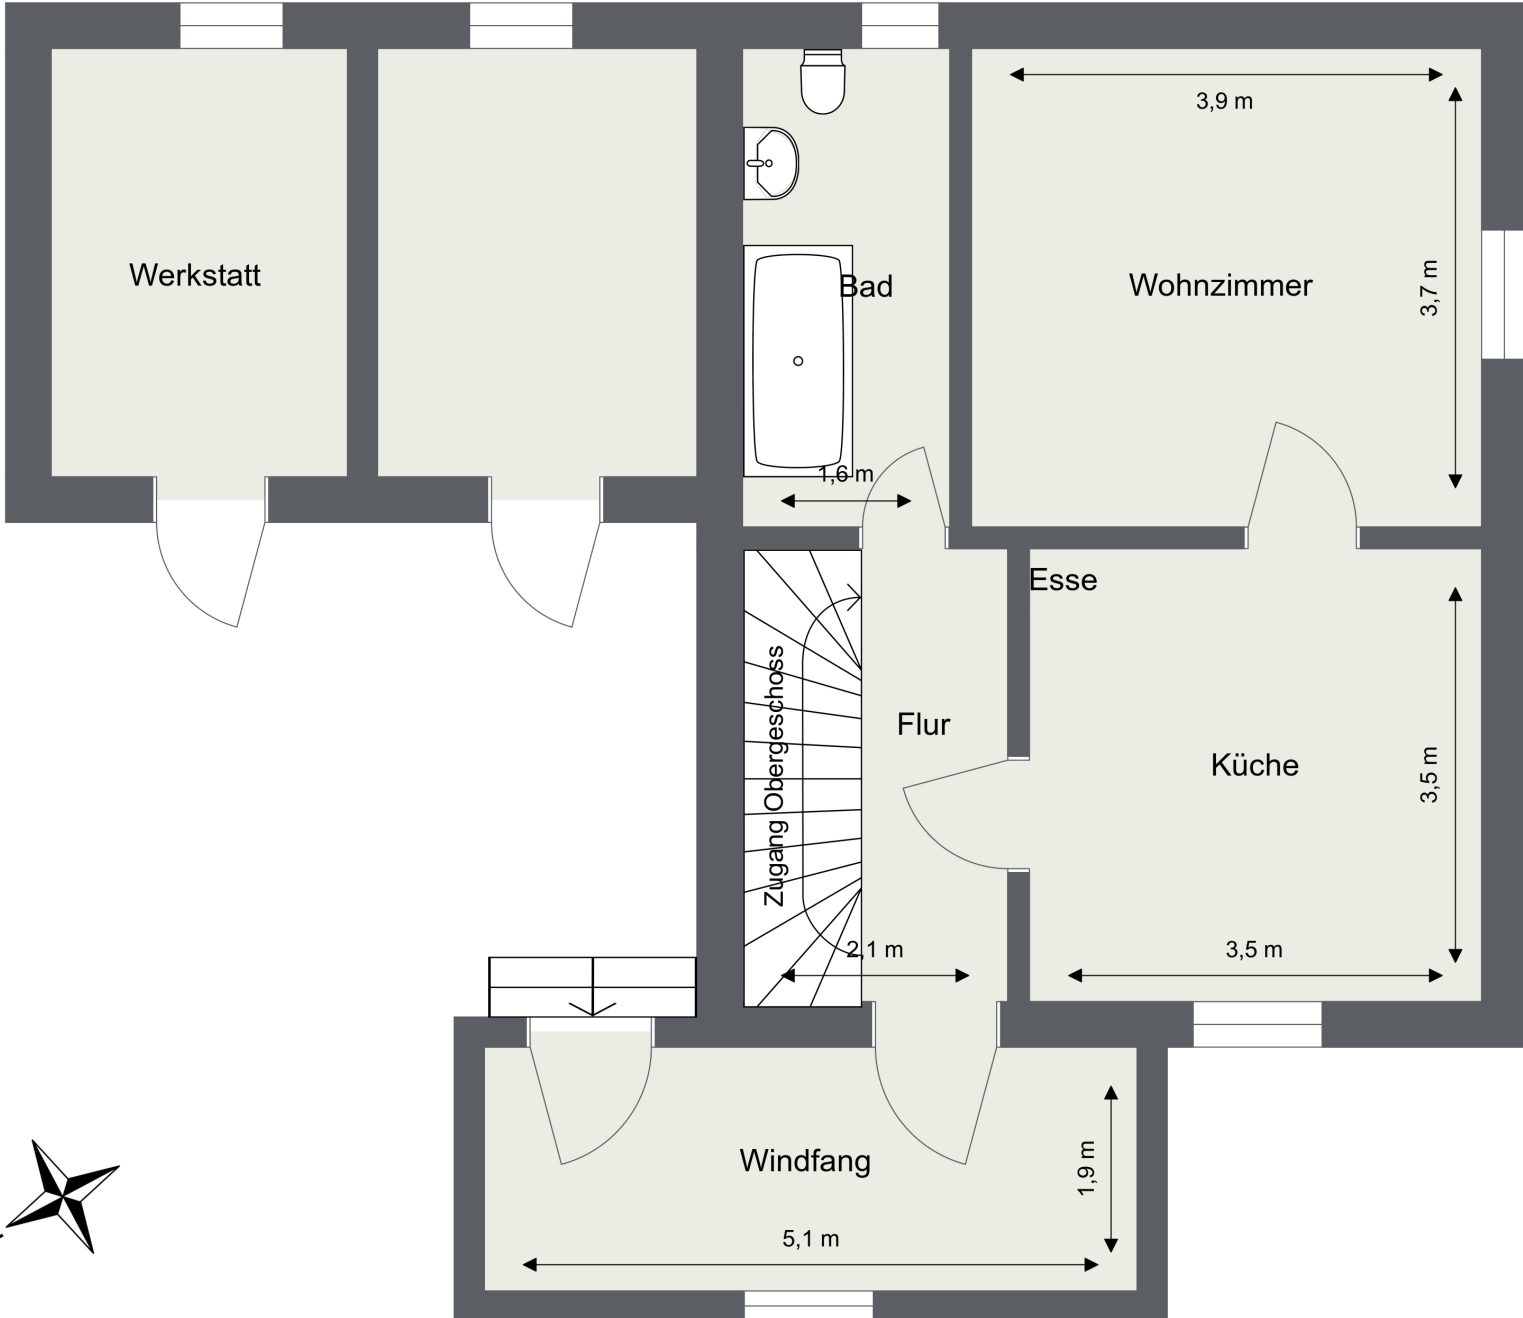 3,9 m
3,7 m
Werkstatt
Bad
Wohnzimmer
1,6 m
Esse
Zugang Obergeschoss
Flur
Küche
3,5 m
2,1 m
3,5 m
Windfang
1,9 m
5,1 m